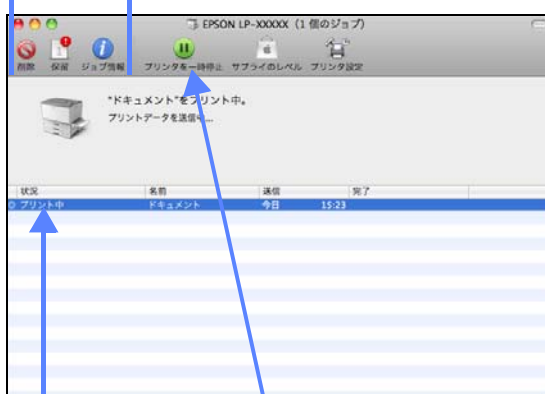 EPSON LP-XXXXX（1 個のジョブ）
削除 保留 ジョブ情報 プリンタを一時停止 サプライのレベル プリンタ設定
"ドキュメント"をプリント中。
プリントデータを送信中...
状況 名前 送信 完了
プリント中 ドキュメント 今日 15:23